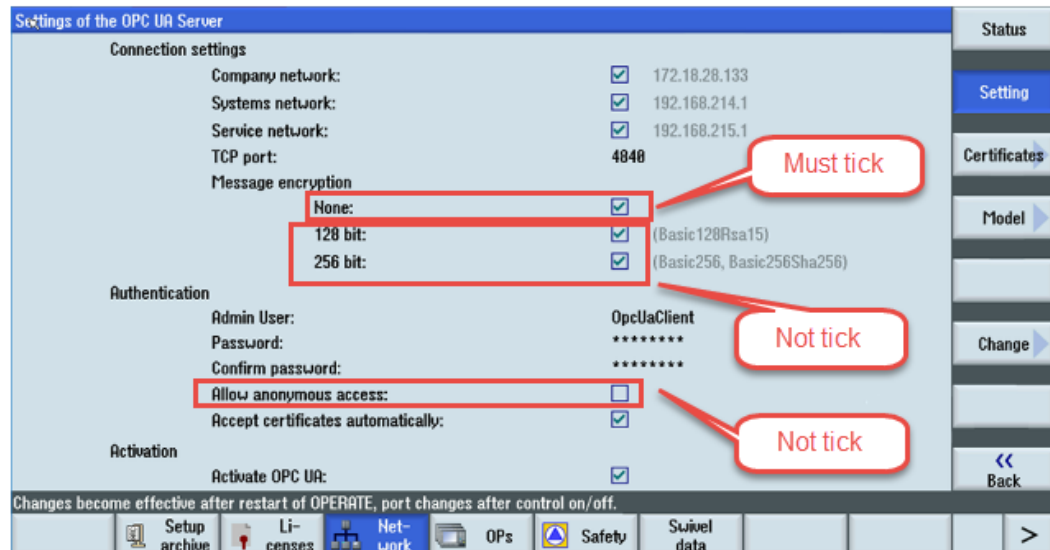 Settings of the OPC UA Server
Status
Connection settings
Company network: 172.18.28.133
Systems network: 192.168.214.1
Setting
Service network: 192.168.215.1
TCP port: 4840
Must tick
Certificates
Message encryption
None:
128 bit: (Basic128Rsa15)
Model
256 bit: (Basic256, Basic256Sha256)
Authentication
Admin User: OpcUaClient
Not tick
Password: ********
Change
Confirm password: ********
Allow anonymous access:
Accept certificates automatically:
Not tick
Activation
Activate OPC UA:
<<
Back
Changes become effective after restart of OPERATE, port changes after control on/off.
Setup archive
Li-censes
Net-work
OPs
Safety
Swivel data
>